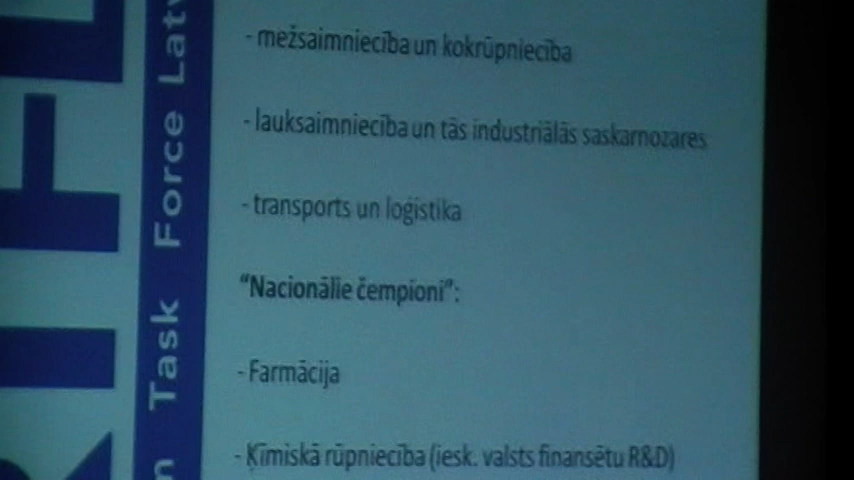 - mežsaimniecība un kokrūpniecība
- lauksaimniecība un tās industriālās saskarnozares
- transports un loģistika
“Nacionālie čempioni”:
- Farmācija
- Ķīmiskā rūpniecība (iesk. valsts finansētu R&D)
Task Force